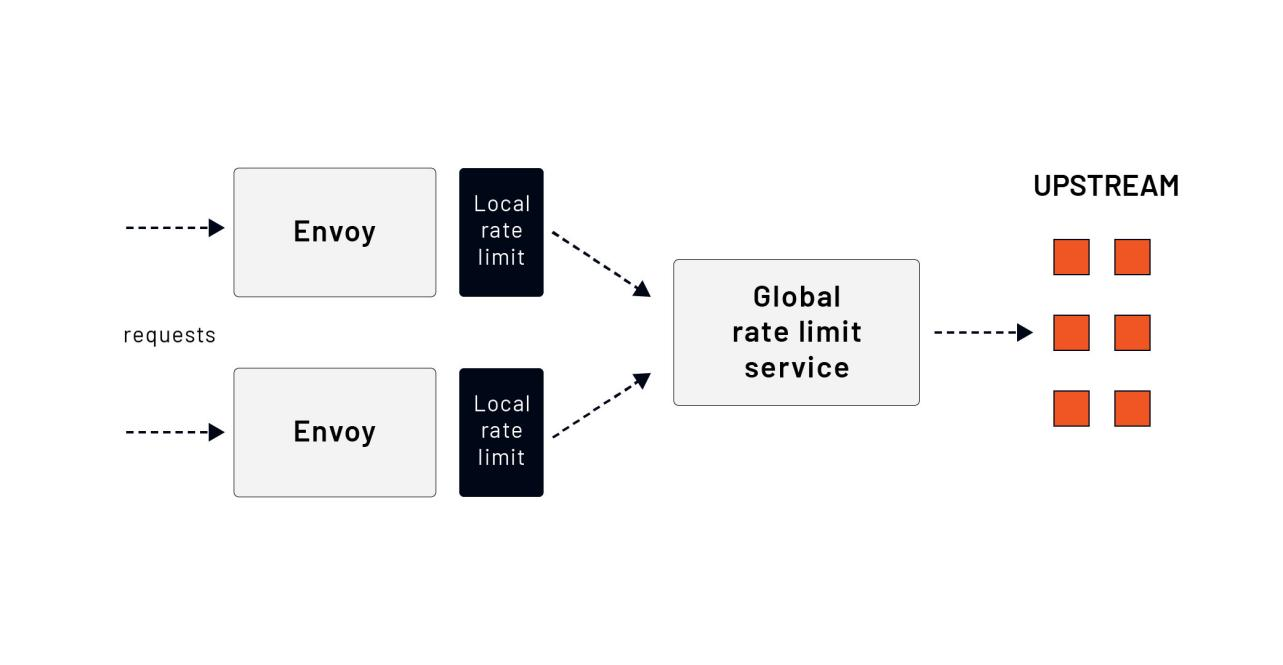 Envoy
Local
rate
limit
requests
Envoy
Local
rate
limit
Global
rate limit
service
UPSTREAM